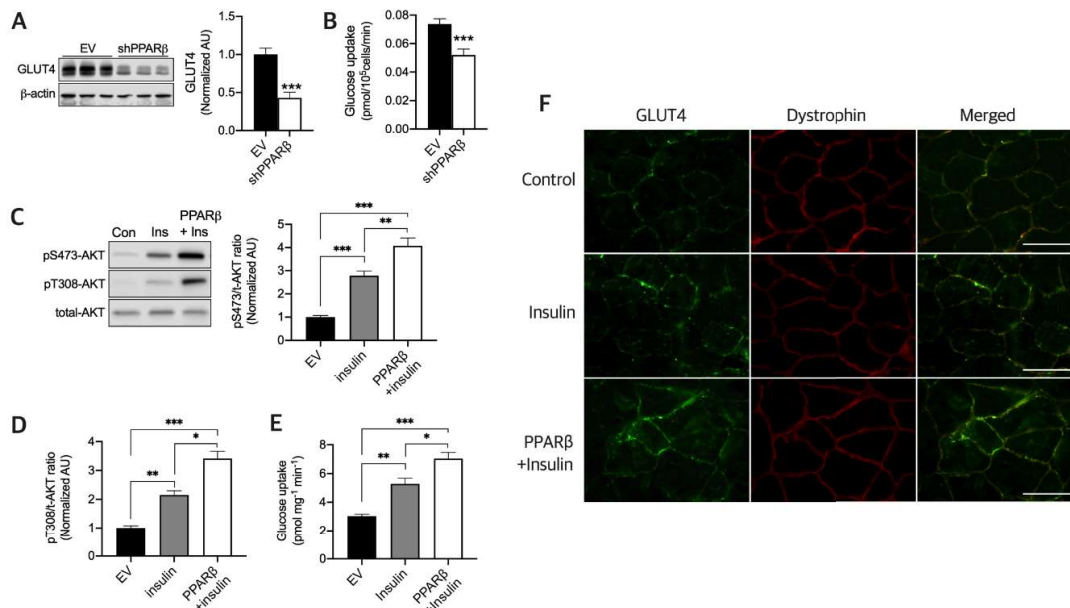 A
EV shPPARβ
GLUT4
β-actin
GLUT4
(Normalized AU)
1.5
1.0
0.5
0.0
***
EV
shPPARβ
B
Glucose updake
(pmol/10⁵cells/min)
0.08
0.06
0.04
0.02
0.00
***
EV
shPPARβ
C
PPARβ
Con Ins + Ins
pS473-AKT
pT308-AKT
total-AKT
pS473/t-AKT ratio
(Normalized AU)
5
4
3
2
1
0
***
**
***
EV
insulin
PPARβ
+insulin
D
pT308/t-AKT ratio
(Normalized AU)
4
3
2
1
0
***
*
**
EV
insulin
PPARβ
+insulin
E
Glucose uptake
(pmol mg⁻¹ min⁻¹)
8
6
4
2
0
***
*
**
EV
Insulin
PPARβ
+Insulin
F
GLUT4 Dystrophin Merged
Control
Insulin
PPARβ
+Insulin